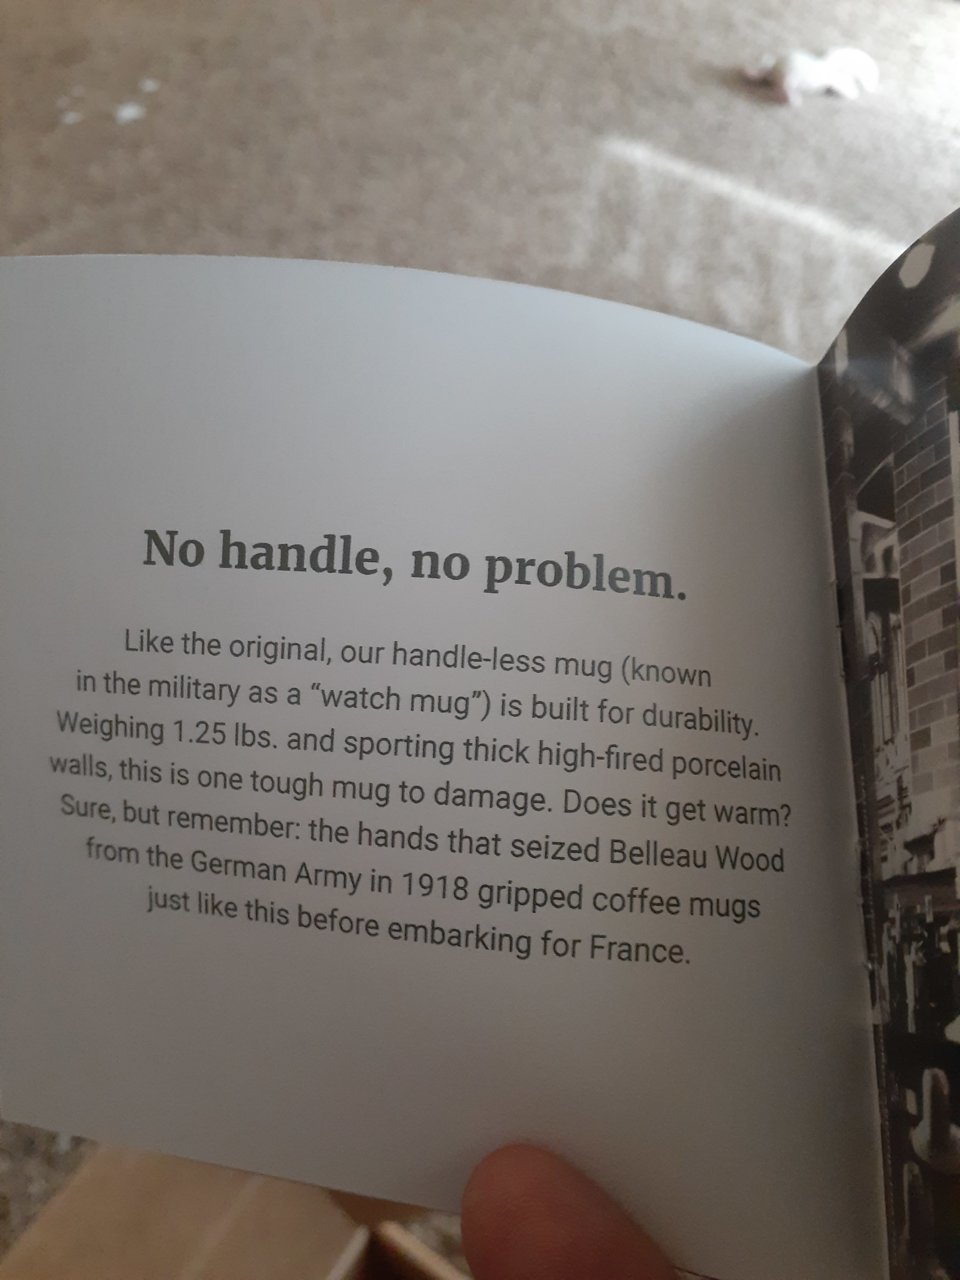 No handle, no problem.
Like the original, our handle-less mug (known
in the military as a “watch mug”) is built for durability.
Weighing 1.25 lbs. and sporting thick high-fired porcelain
walls, this is one tough mug to damage. Does it get warm?
Sure, but remember: the hands that seized Belleau Wood
from the German Army in 1918 gripped coffee mugs
just like this before embarking for France.